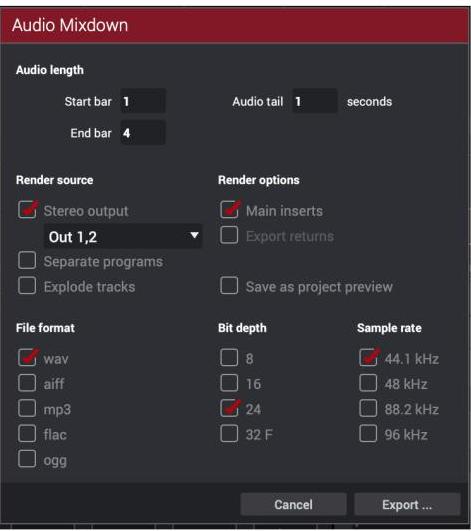 Audio Mixdown
Audio length
Start bar 1 Audio tail 1 seconds
End bar 4
Render source Render options
Stereo output Main inserts
Out 1,2 Export returns
Separate programs
Explode tracks Save as project preview
File format Bit depth Sample rate
wav 8 44.1 kHz
aiff 16 48 kHz
mp3 24 88.2 kHz
flac 32 F 96 kHz
ogg
Cancel Export ...